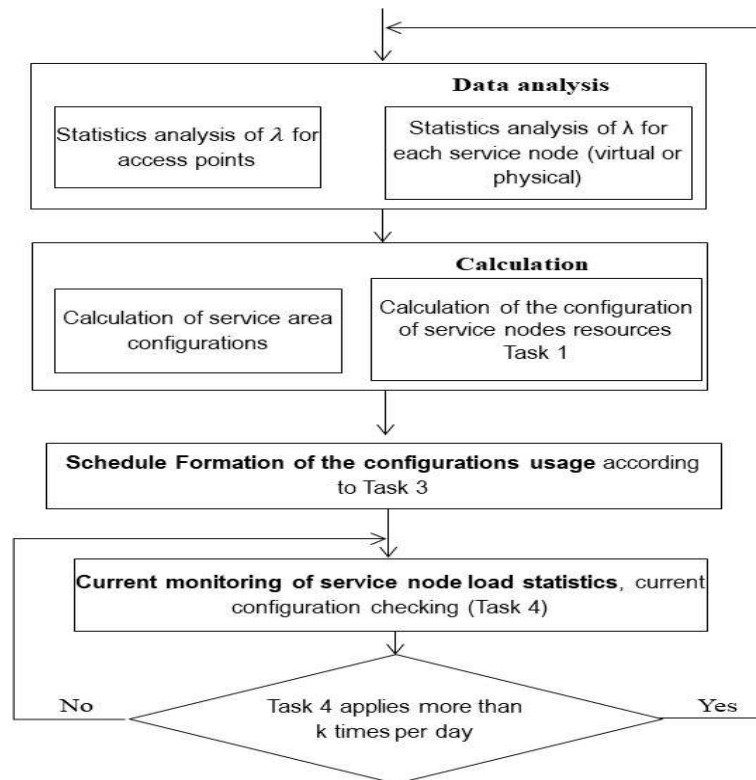 Data analysis
Statistics analysis of λ for
access points
Statistics analysis of λ for
each service node (virtual or
physical)
Calculation
Calculation of service area
configurations
Calculation of the configuration
of service nodes resources
Task 1
Schedule Formation of the configurations usage according
to Task 3
Current monitoring of service node load statistics, current
configuration checking (Task 4)
No
Task 4 applies more than
k times per day
Yes